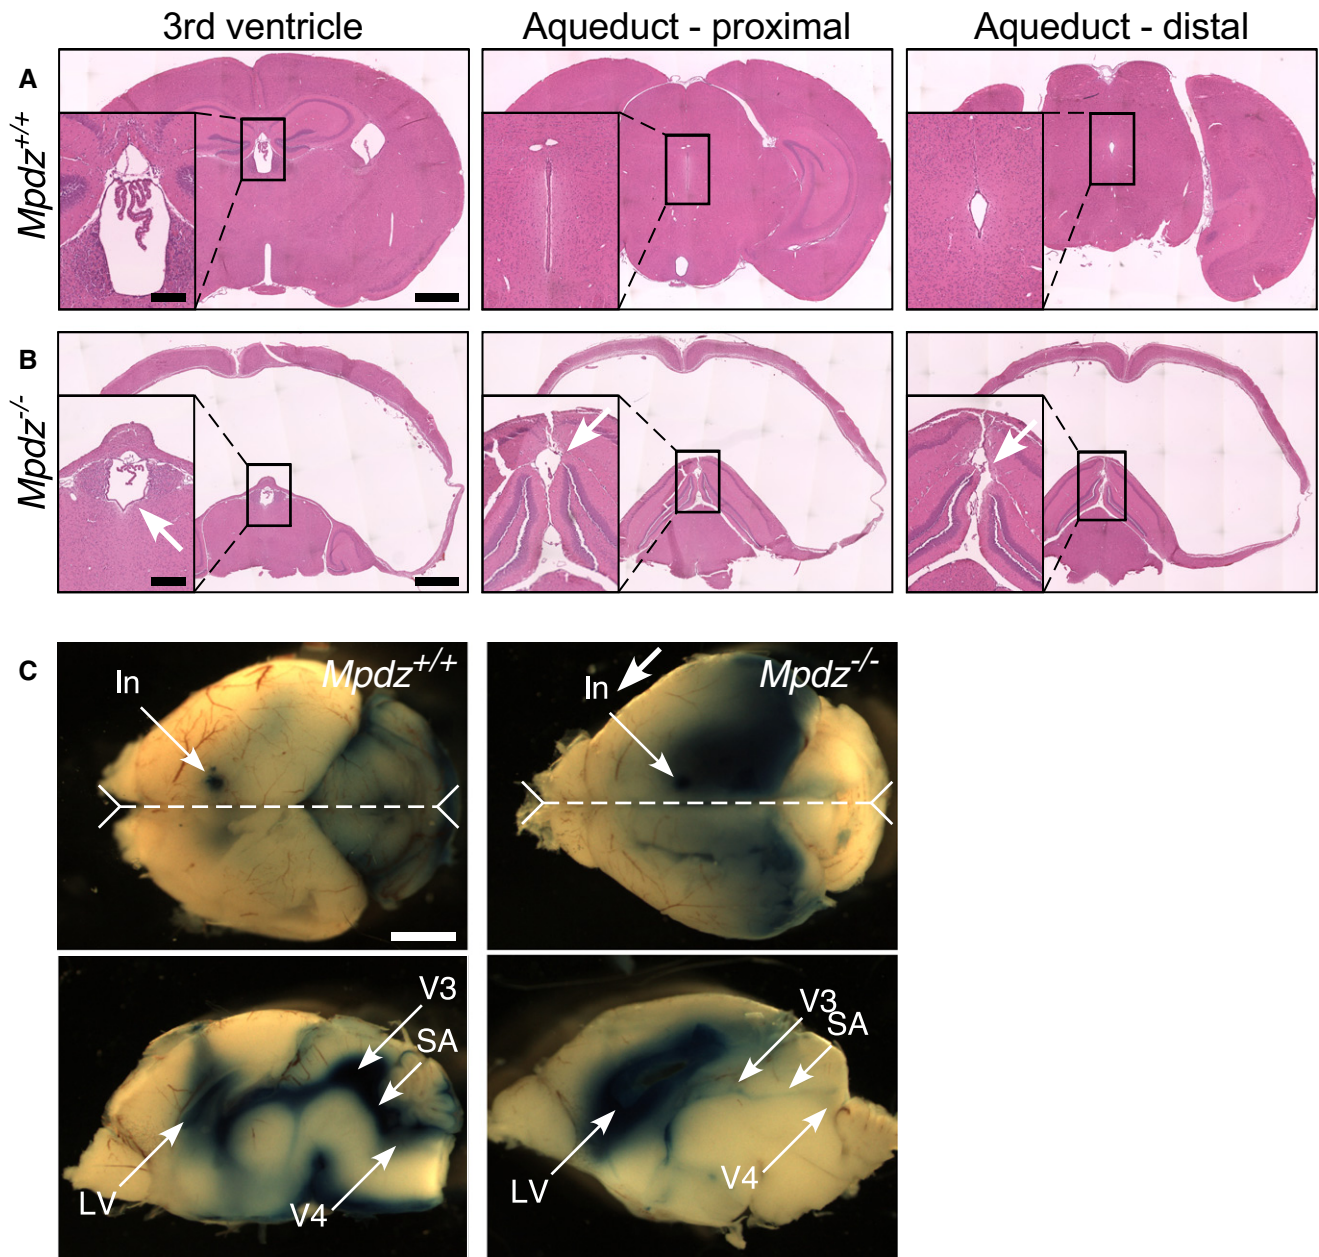 3rd ventricle
Aqueduct - proximal
Aqueduct - distal
A
Mpdz+/+
B
Mpdz-/-
C
In
Mpdz+/+
In
Mpdz-/-
V3
SA
LV
V4
V3
SA
LV
V4